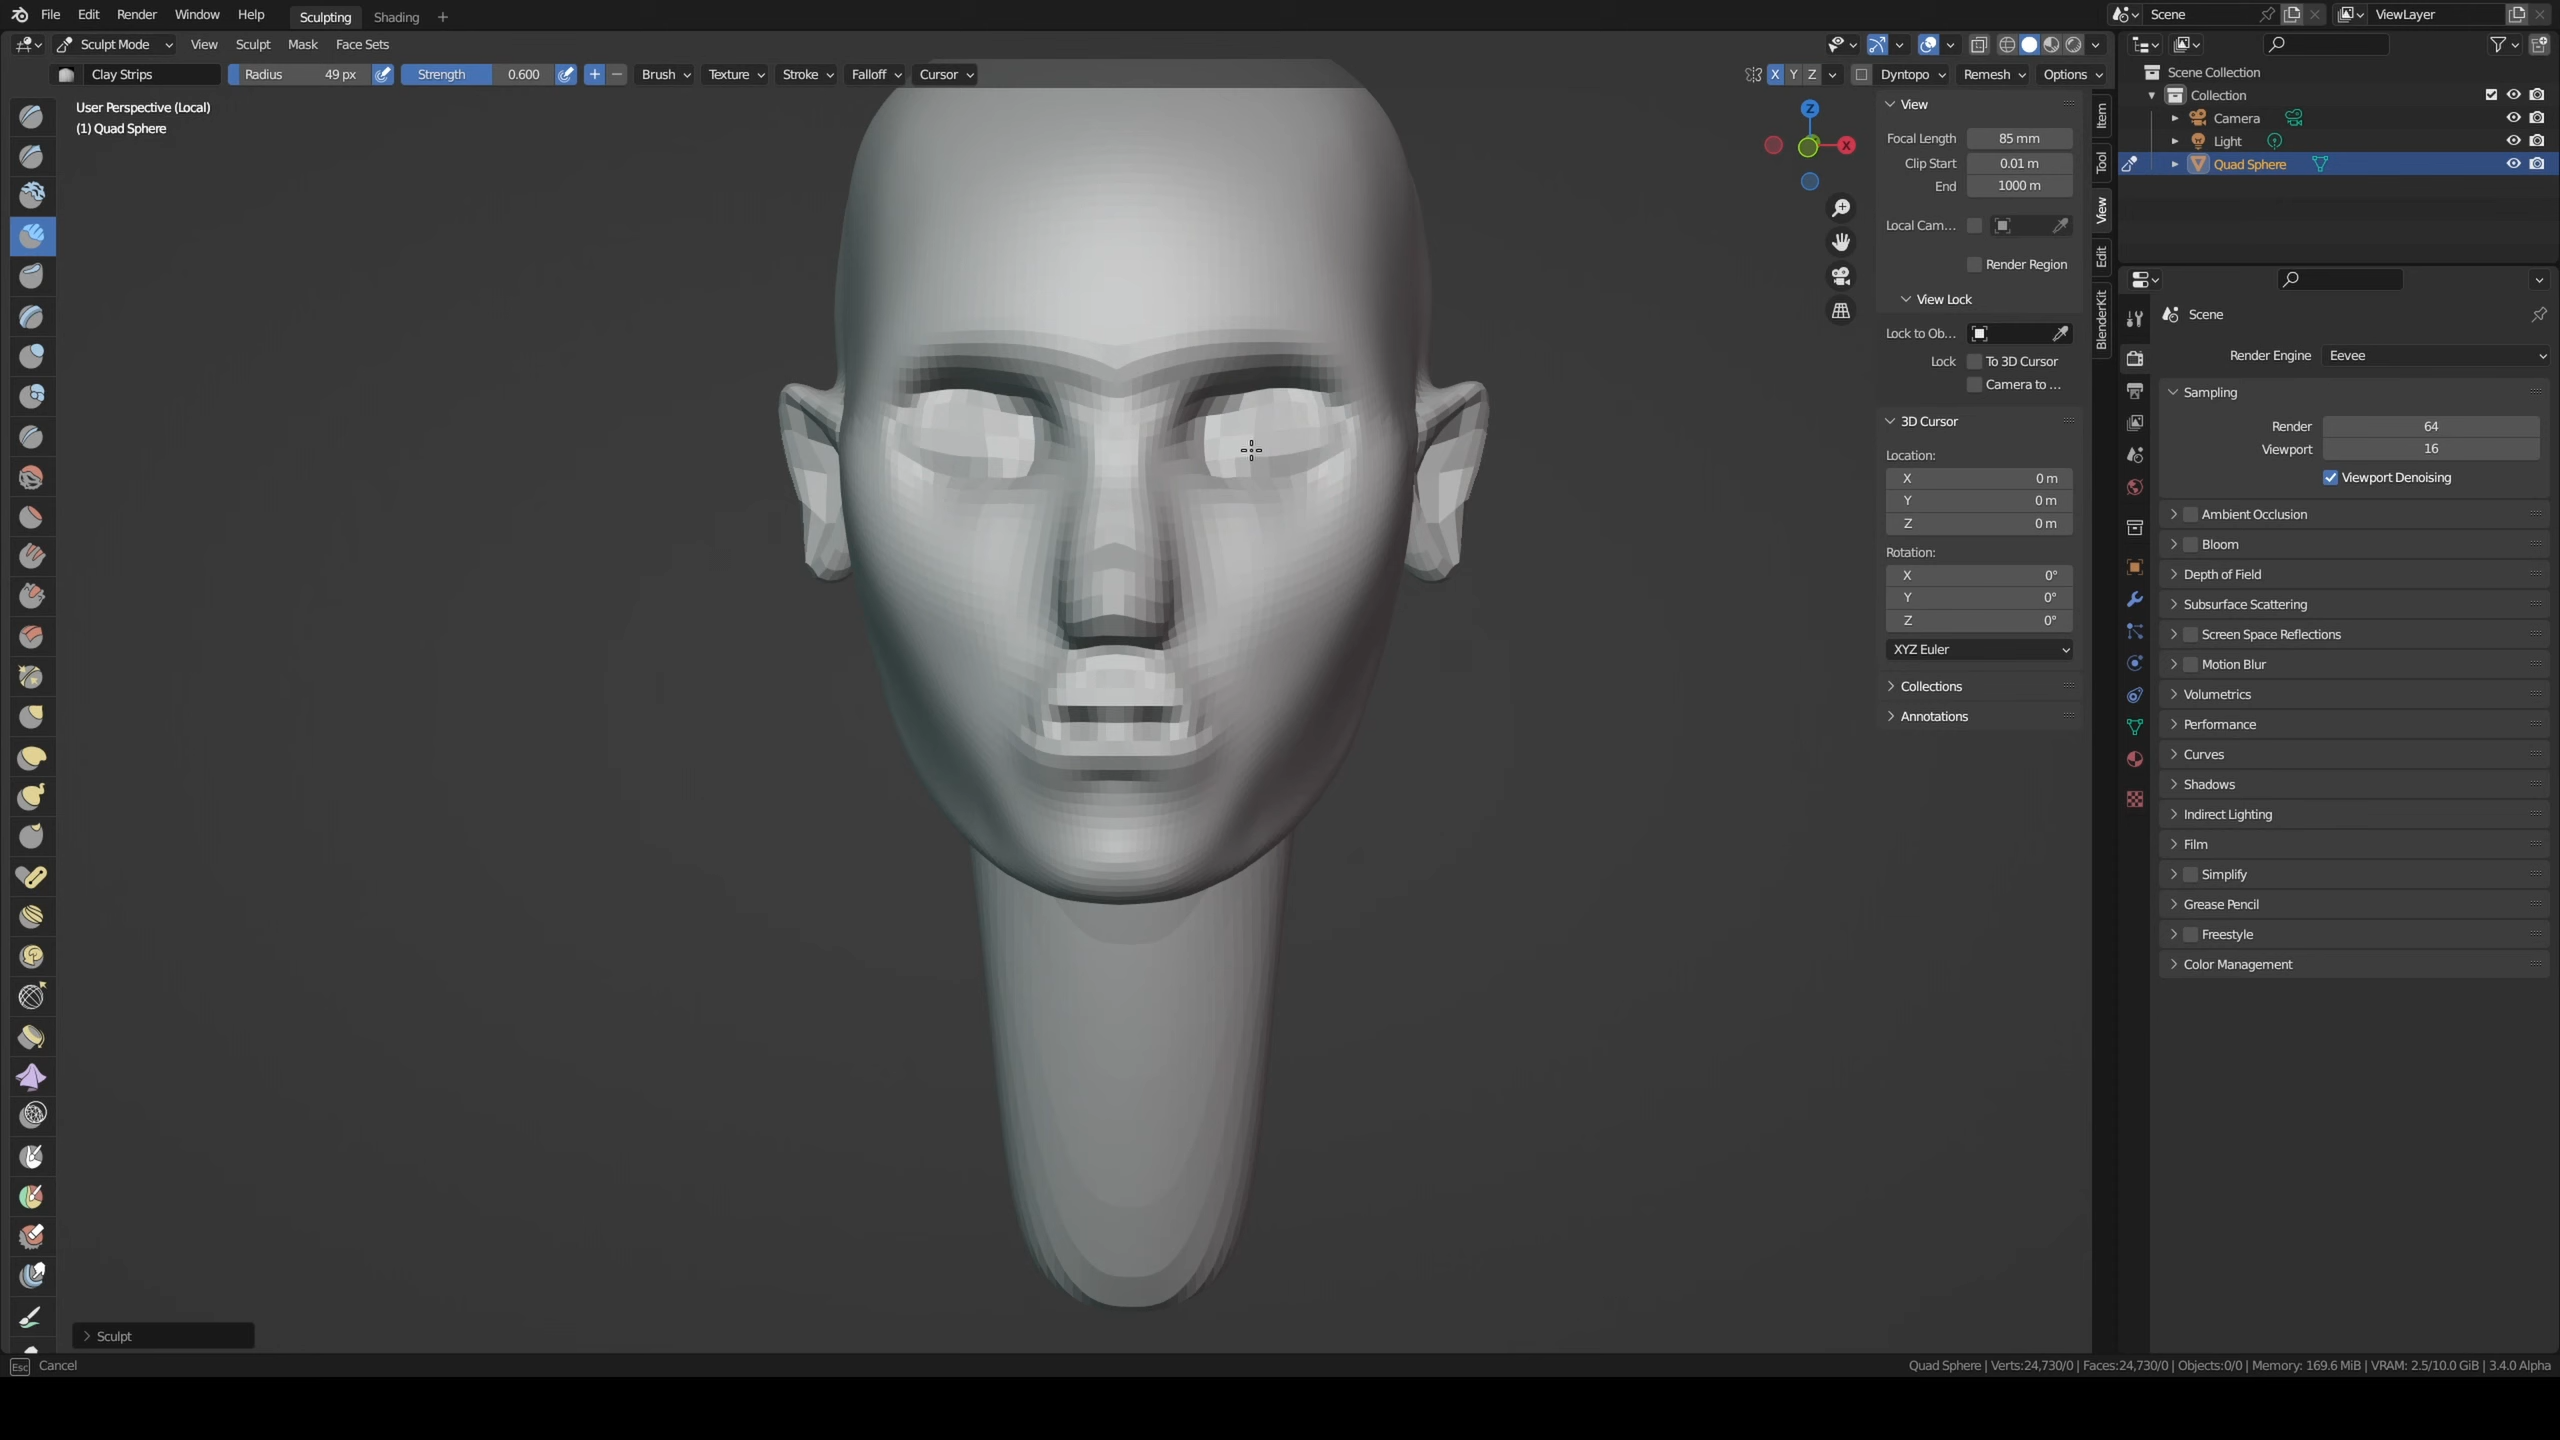 File Edit Render Window Help Sculpting Shading + Scene ViewLayer
Sculpt Mode View Sculpt Mask Face Sets
Clay Strips Radius 49 px Strength 0.600 + − Brush Texture Stroke Falloff Cursor X Y Z Dyntopo Remesh Options
User Perspective (Local)
(1) Quad Sphere
Z
X
View
Focal Length 85 mm
Clip Start 0.01 m
End 1000 m
Local Cam...
Render Region
View Lock
Lock to Ob...
Lock To 3D Cursor
Camera to ...
3D Cursor
Location:
X 0 m
Y 0 m
Z 0 m
Rotation:
X 0°
Y 0°
Z 0°
XYZ Euler
Collections
Annotations
Item
Tool
View
Edit
BlenderKit
Scene Collection
Collection
Camera
Light
Quad Sphere
Scene
Render Engine Eevee
Sampling
Render 64
Viewport 16
Viewport Denoising
Ambient Occlusion
Bloom
Depth of Field
Subsurface Scattering
Screen Space Reflections
Motion Blur
Volumetrics
Performance
Curves
Shadows
Indirect Lighting
Film
Simplify
Grease Pencil
Freestyle
Color Management
Sculpt
Esc Cancel
Quad Sphere | Verts:24,730/0 | Faces:24,730/0 | Objects:0/0 | Memory: 169.6 MiB | VRAM: 2.5/10.0 GiB | 3.4.0 Alpha